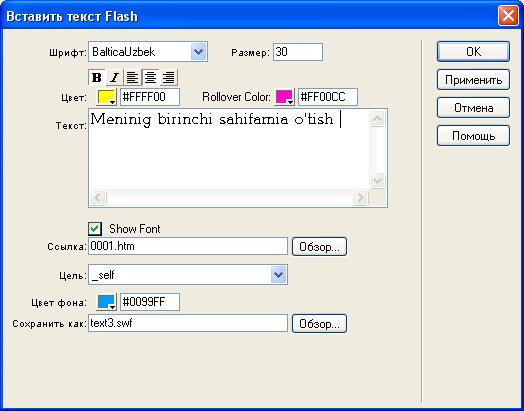 Вставить текст Flash
Шрифт: BalticaUzbek Размер: 30 OK
B I Применить
Цвет: #FFFF00 Rollover Color: #FF00CC Отмена
Текст: Meninig birinchi sahifamia o'tish Помощь
Show Font
Ссылка: 0001.htm Обзор...
Цель: _self
Цвет фона: #0099FF
Сохранить как: text3.swf Обзор...